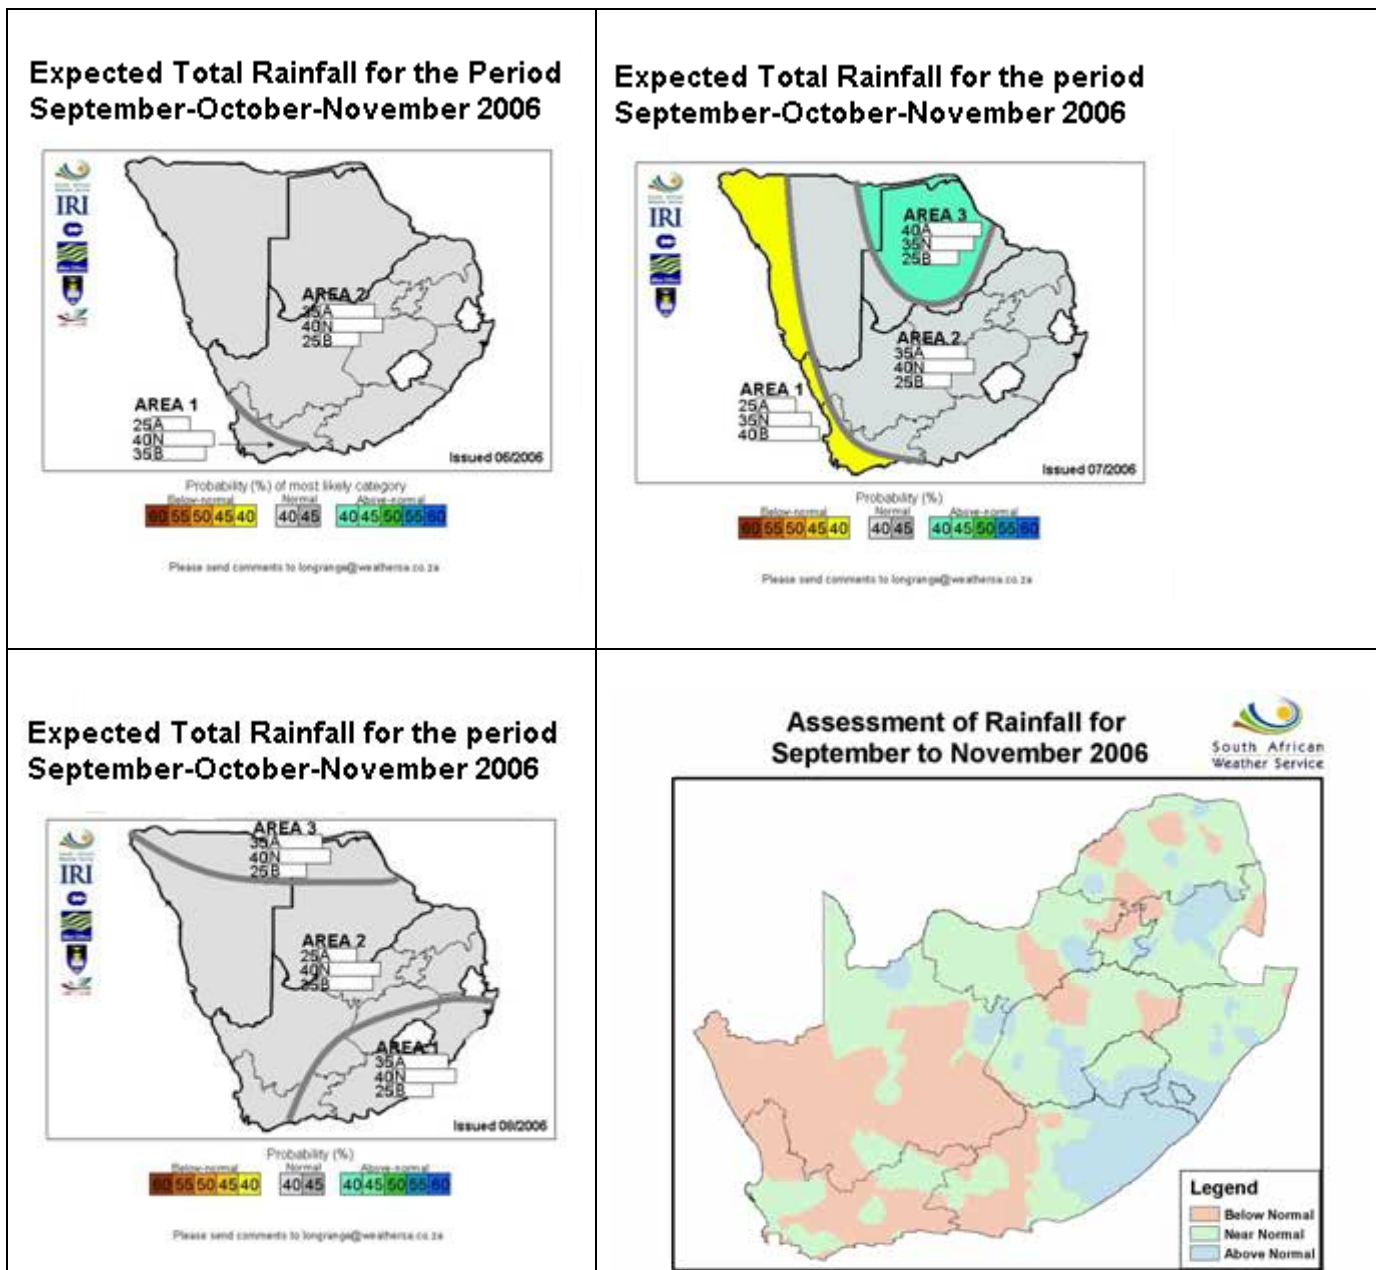 Expected Total Rainfall for the Period
September-October-November 2006
IRI
AREA 2
35A
40N
25B
AREA 1
25A
40N
35B
Issued 06/2006
Probability (%) of most likely category
Below-normal Normal Above-normal
60 55 50 45 40 40 45 40 45 50 55 60
Please send comments to longrange@weathersa.co.za
Expected Total Rainfall for the period
September-October-November 2006
IRI
AREA 3
40A
35N
25B
AREA 2
35A
40N
25B
AREA 1
25A
35N
40B
Issued 07/2006
Probability (%)
Below-normal Normal Above-normal
60 55 50 45 40 40 45 40 45 50 55 60
Please send comments to longrange@weathersa.co.za
Expected Total Rainfall for the period
September-October-November 2006
IRI
AREA 3
35A
40N
25B
AREA 2
25A
40N
35B
AREA 1
35A
40N
25B
Issued 08/2006
Probability (%)
Below-normal Normal Above-normal
60 55 50 45 40 40 45 40 45 50 55 60
Please send comments to longrange@weathersa.co.za
Assessment of Rainfall for
September to November 2006
South African
Weather Service
Legend
Below Normal
Near Normal
Above Normal